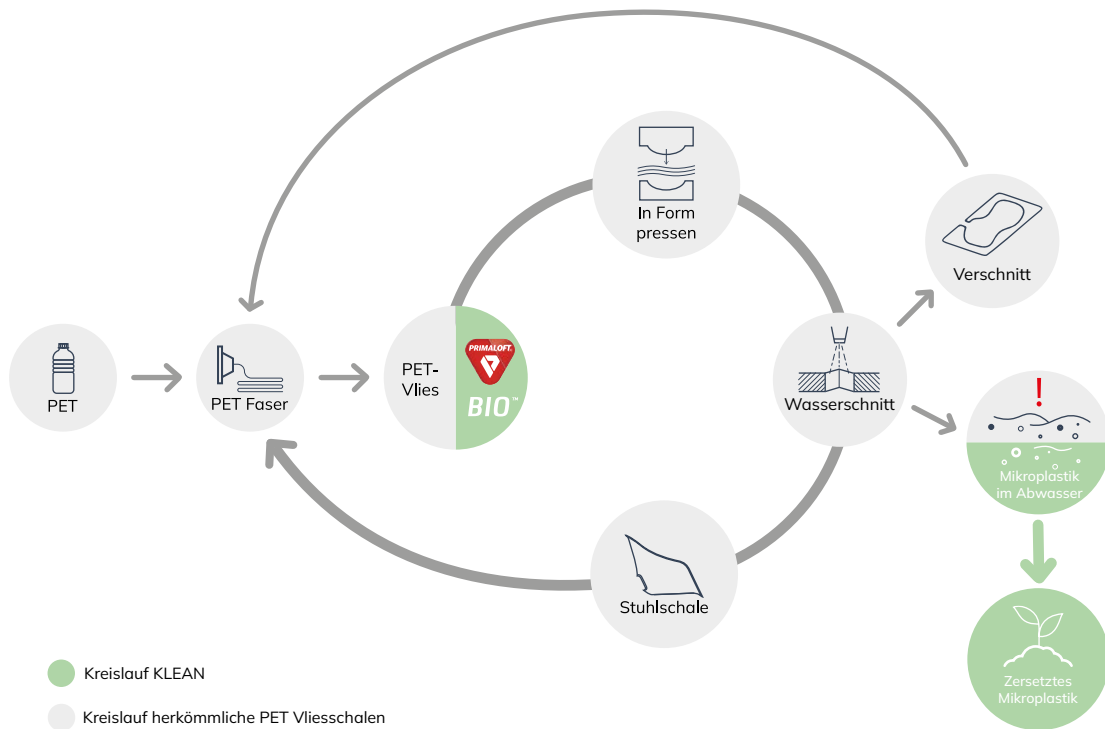 In Form
pressen
Verschnitt
PET
PET Faser
PET-
Vlies
PRIMALOFT®
BIO™
Wasserschnitt
!
Mikroplastik
im Abwasser
Stuhlschale
Zersetztes
Mikroplastik
Kreislauf KLEAN
Kreislauf herkömmliche PET Vliesschalen